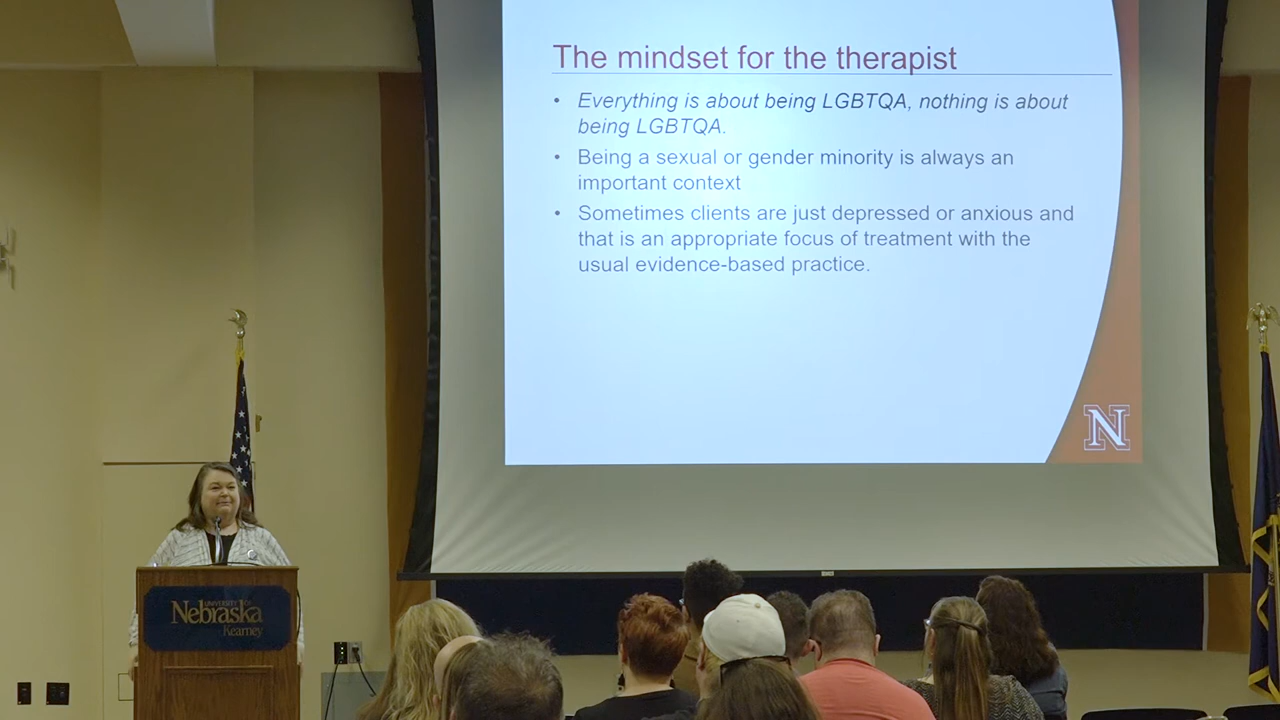 The mindset for the therapist
• Everything is about being LGBTQA, nothing is about
being LGBTQA.
• Being a sexual or gender minority is always an
important context
• Sometimes clients are just depressed or anxious and
that is an appropriate focus of treatment with the
usual evidence-based practice.
N
UNIVERSITY OF
Nebraska
Kearney